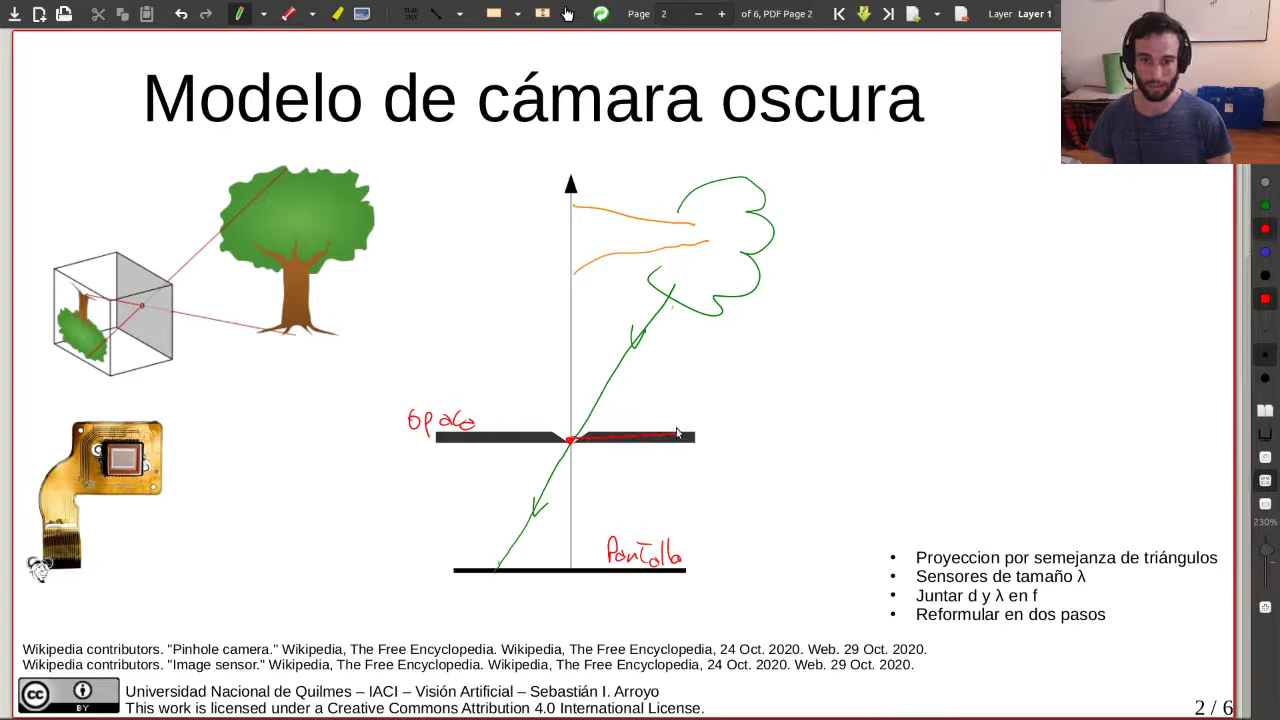 Page 2 of 6, PDF Page 2 Layer Layer 1
Modelo de cámara oscura
opaco
Pantalla
230%
• Proyeccion por semejanza de triángulos
• Sensores de tamaño λ
• Juntar d y λ en f
• Reformular en dos pasos
Wikipedia contributors. "Pinhole camera." Wikipedia, The Free Encyclopedia. Wikipedia, The Free Encyclopedia, 24 Oct. 2020. Web. 29 Oct. 2020.
Wikipedia contributors. "Image sensor." Wikipedia, The Free Encyclopedia. Wikipedia, The Free Encyclopedia, 24 Oct. 2020. Web. 29 Oct. 2020.
cc BY
Universidad Nacional de Quilmes – IACI – Visión Artificial – Sebastián I. Arroyo
This work is licensed under a Creative Commons Attribution 4.0 International License.
2 / 6